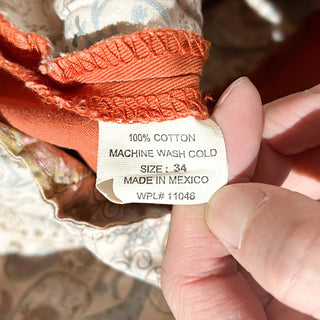 100% COTTON
MACHINE WASH COLD
SIZE : 34
MADE IN MEXICO
WPL# 11046